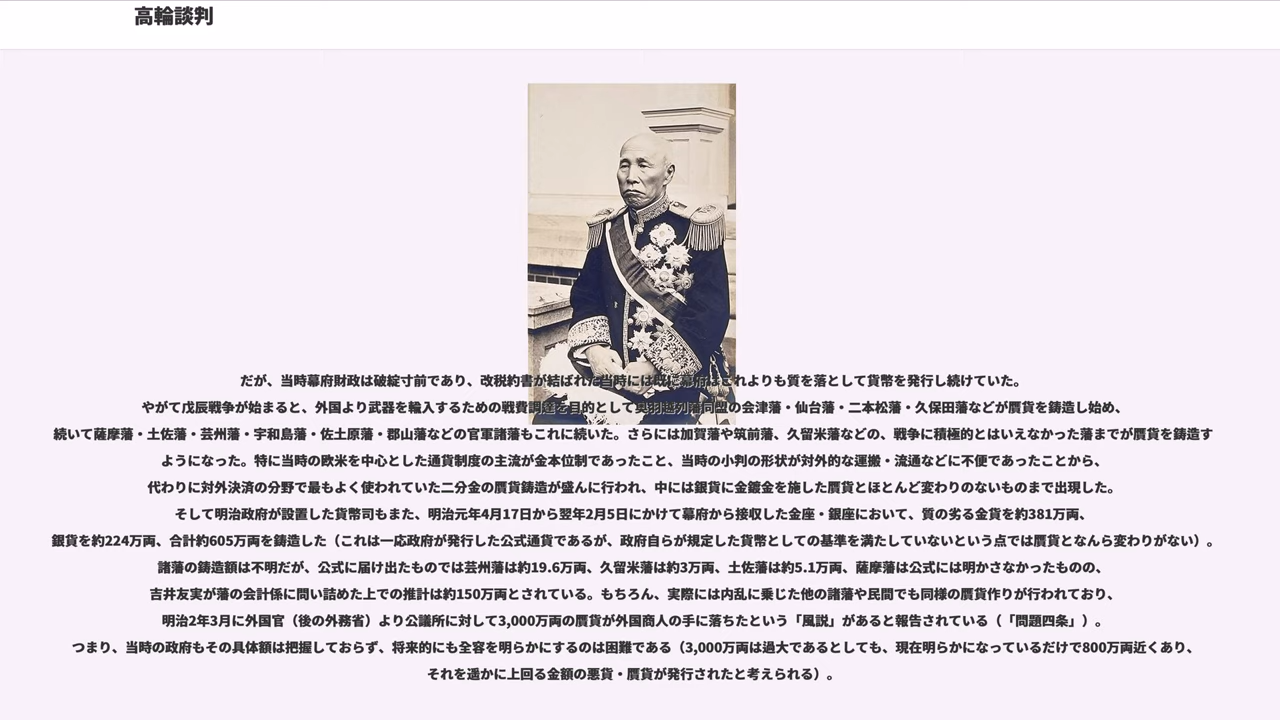 高輪談判
だが、当時幕府財政は破綻寸前であり、改税約書が結ばれた当時には既に幕府はこれよりも質を落として貨幣を発行し続けていた。
やがて戊辰戦争が始まると、外国より武器を輸入するための戦費調達を目的として奥羽越列藩同盟の会津藩・仙台藩・二本松藩・久保田藩などが贋貨を鋳造し始め、
続いて薩摩藩・土佐藩・芸州藩・宇和島藩・佐土原藩・郡山藩などの官軍諸藩もこれに続いた。さらには加賀藩や筑前藩、久留米藩などの、戦争に積極的とはいえなかった藩までが贋貨を鋳造す
ようになった。特に当時の欧米を中心とした通貨制度の主流が金本位制であったこと、当時の小判の形状が対外的な運搬・流通などに不便であったことから、
代わりに対外決済の分野で最もよく使われていた二分金の贋貨鋳造が盛んに行われ、中には銀貨に金鍍金を施した贋貨とほとんど変わりのないものまで出現した。
そして明治政府が設置した貨幣司もまた、明治元年4月17日から翌年2月5日にかけて幕府から接収した金座・銀座において、質の劣る金貨を約381万両、
銀貨を約224万両、合計約605万両を鋳造した（これは一応政府が発行した公式通貨であるが、政府自らが規定した貨幣としての基準を満たしていないという点では贋貨となんら変わりがない）。
諸藩の鋳造額は不明だが、公式に届け出たものでは芸州藩は約19.6万両、久留米藩は約3万両、土佐藩は約5.1万両、薩摩藩は公式には明かさなかったものの、
吉井友実が藩の会計係に問い詰めた上での推計は約150万両とされている。もちろん、実際には内乱に乗じた他の諸藩や民間でも同様の贋貨作りが行われており、
明治2年3月に外国官（後の外務省）より公議所に対して3,000万両の贋貨が外国商人の手に落ちたという「風説」があると報告されている（「問題四条」）。
つまり、当時の政府もその具体額は把握しておらず、将来的にも全容を明らかにするのは困難である（3,000万両は過大であるとしても、現在明らかになっているだけで800万両近くあり、
それを遥かに上回る金額の悪貨・贋貨が発行されたと考えられる）。